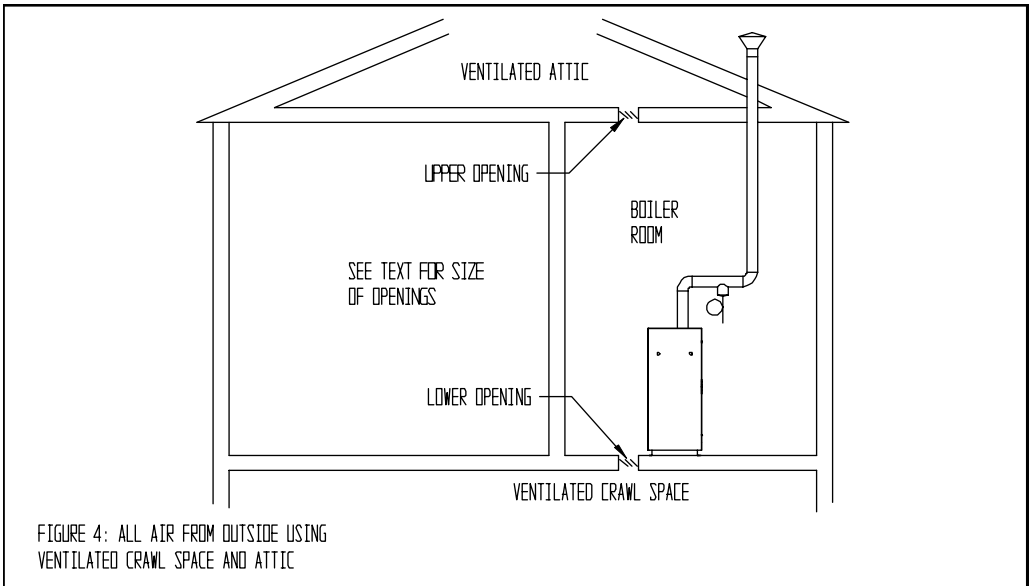 VENTILATED ATTIC
UPPER OPENING
BOILER
ROOM
SEE TEXT FOR SIZE
OF OPENINGS
LOWER OPENING
VENTILATED CRAWL SPACE
FIGURE 4: ALL AIR FROM OUTSIDE USING
VENTILATED CRAWL SPACE AND ATTIC